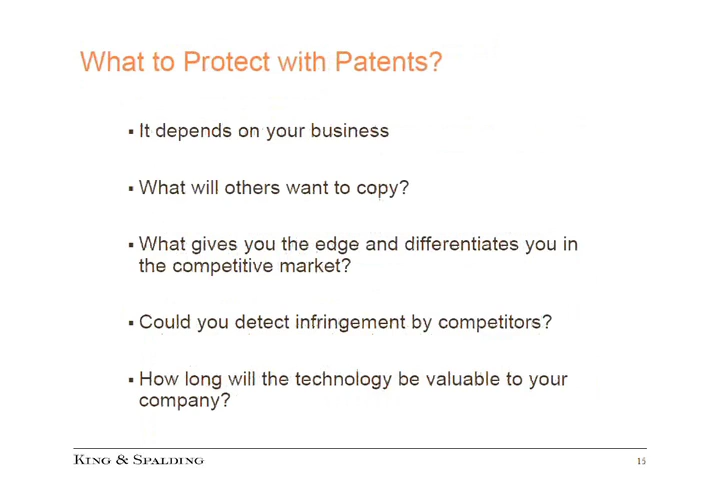 What to Protect with Patents?
▪ It depends on your business
▪ What will others want to copy?
▪ What gives you the edge and differentiates you in
the competitive market?
▪ Could you detect infringement by competitors?
▪ How long will the technology be valuable to your
company?
KING & SPALDING
15